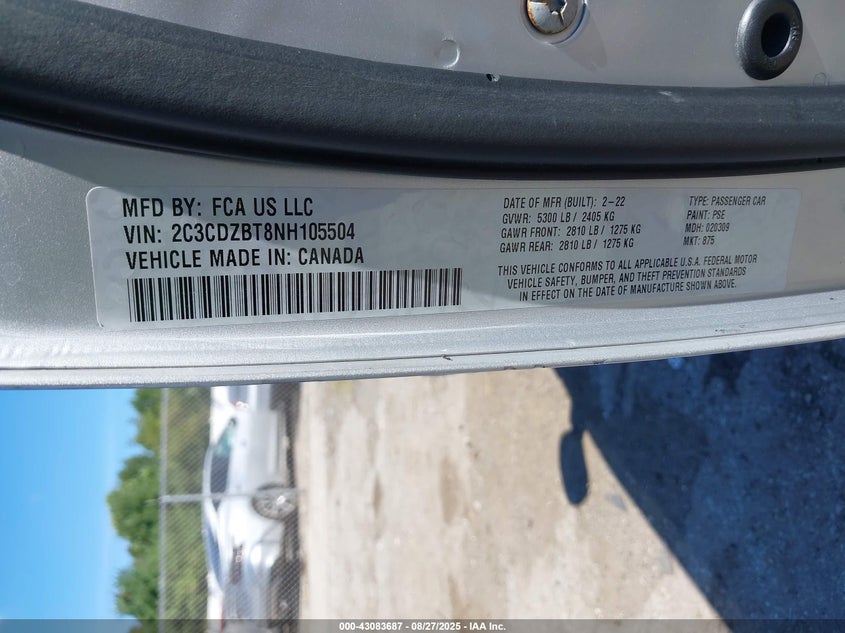 MFD BY: FCA US LLC
VIN: 2C3CDZBT8NH105504
VEHICLE MADE IN: CANADA
DATE OF MFR (BUILT): 2-22
GVWR: 5300 LB / 2405 KG
GAWR FRONT: 2810 LB / 1275 KG
GAWR REAR: 2810 LB / 1275 KG
TYPE: PASSENGER CAR
PAINT: PSE
MDH: 020309
MKT: 875
THIS VEHICLE CONFORMS TO ALL APPLICABLE U.S.A. FEDERAL MOTOR
VEHICLE SAFETY, BUMPER, AND THEFT PREVENTION STANDARDS
IN EFFECT ON THE DATE OF MANUFACTURE SHOWN ABOVE.
000-43083687 - 08/27/2025 - IAA Inc.